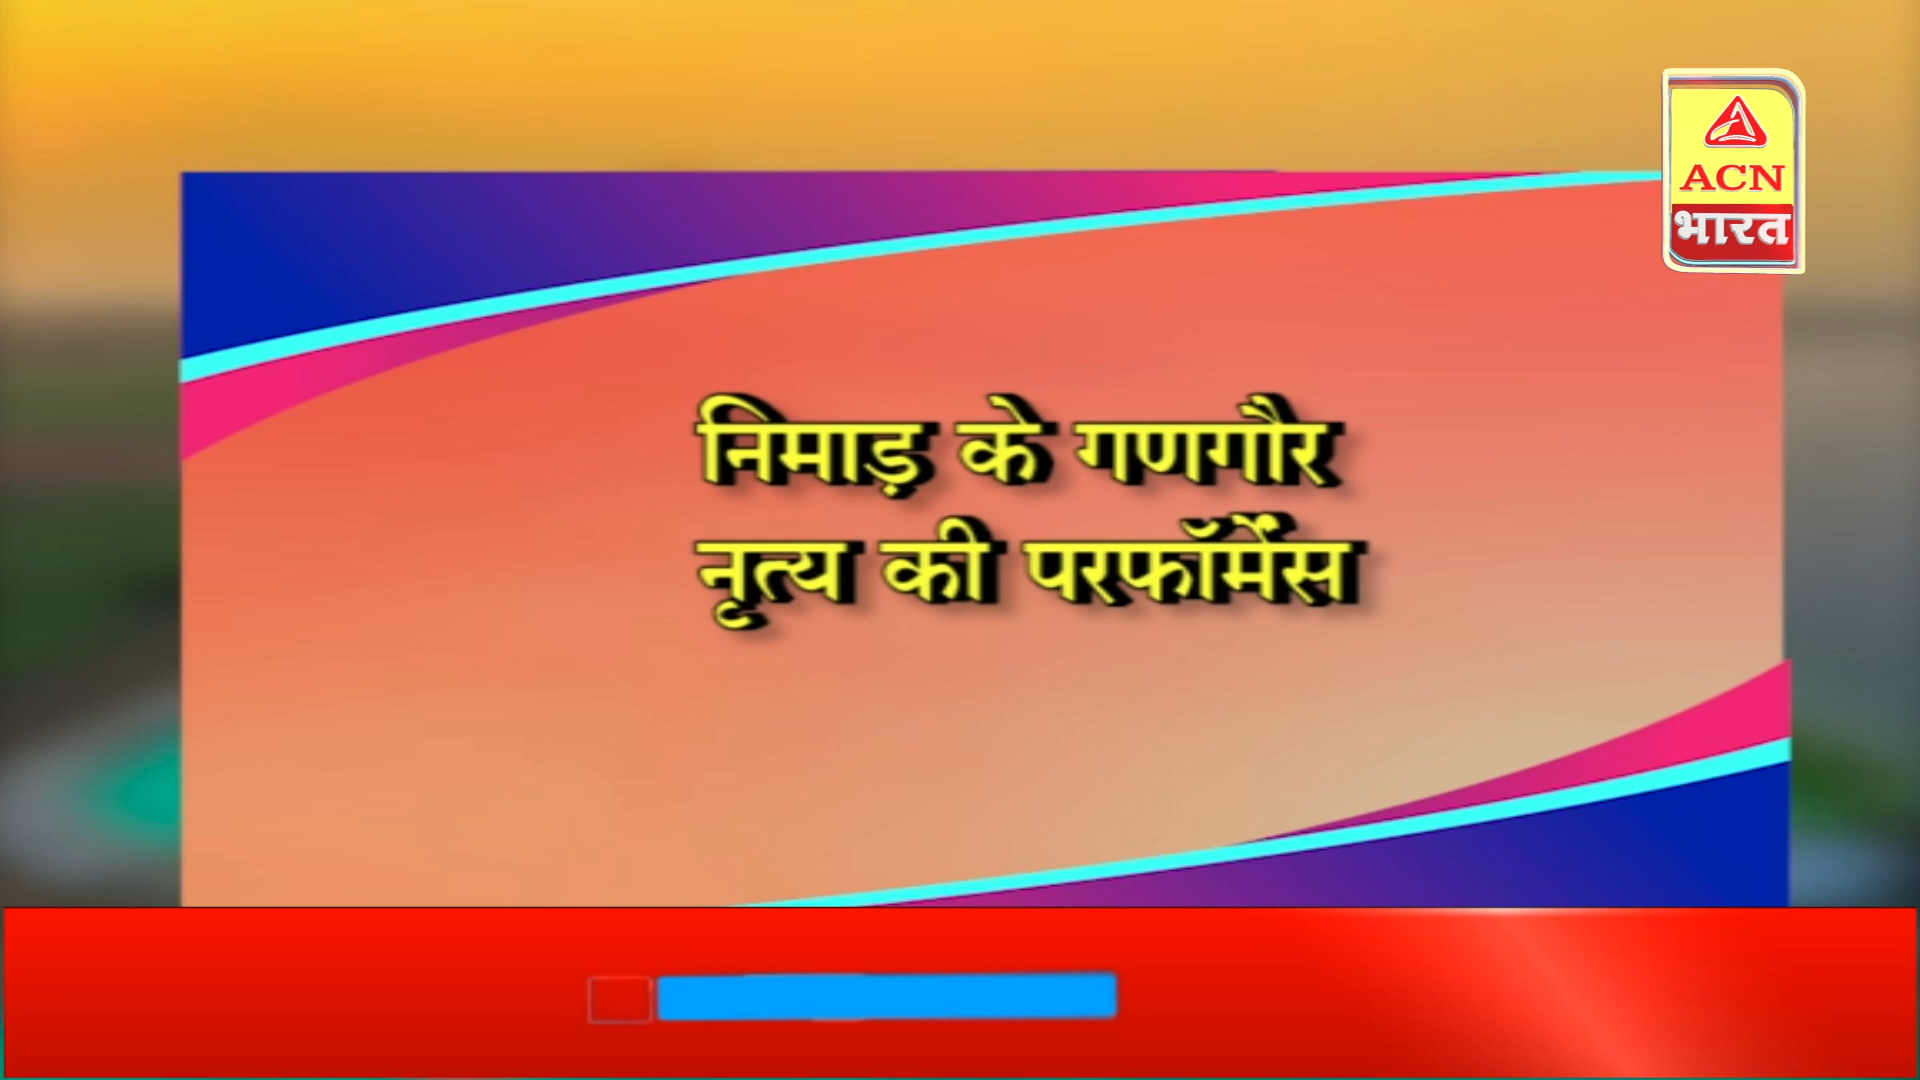 ACN
भारत
निमाड़ के गणगौर
नृत्य की परफॉर्मेंस